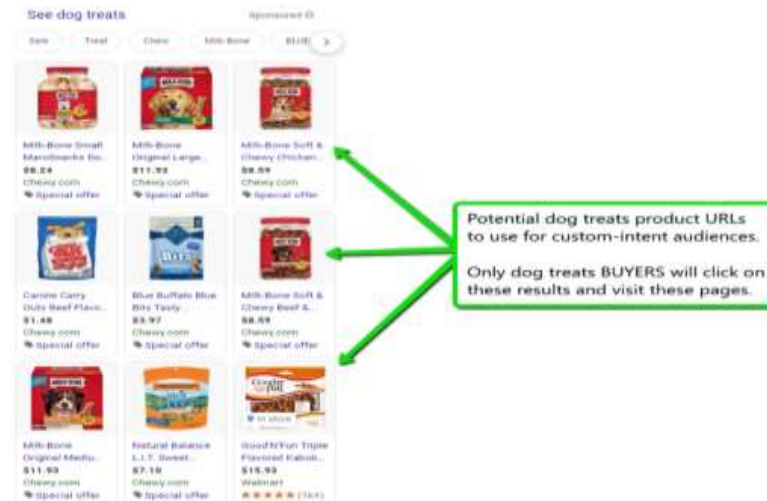 See dog treats
Sponsored
Sale Treat Chew Milk-Bone BLUE
Milk-Bone Small
MaroSnacks Do...
$8.24
Chewy.com
Special offer
Milk-Bone
Original Large...
$11.93
Chewy.com
Special offer
Milk-Bone Soft &
Chewy Chicken...
$8.59
Chewy.com
Special offer
Canine Carry
Outs Beef Flavo...
$1.48
Chewy.com
Special offer
Blue Buffalo Blue
Bits Tasty...
$3.97
Chewy.com
Special offer
Milk-Bone Soft &
Chewy Beef &...
$8.59
Chewy.com
Special offer
Milk-Bone
Original Mediu...
$11.93
Chewy.com
Special offer
Natural Balance
L.I.T. Sweet...
$7.19
Chewy.com
Special offer
In store
Good'N'Fun Triple
Flavored Kabob...
$15.93
Walmart
Potential dog treats product URLs
to use for custom-intent audiences.
Only dog treats BUYERS will click on
these results and visit these pages.